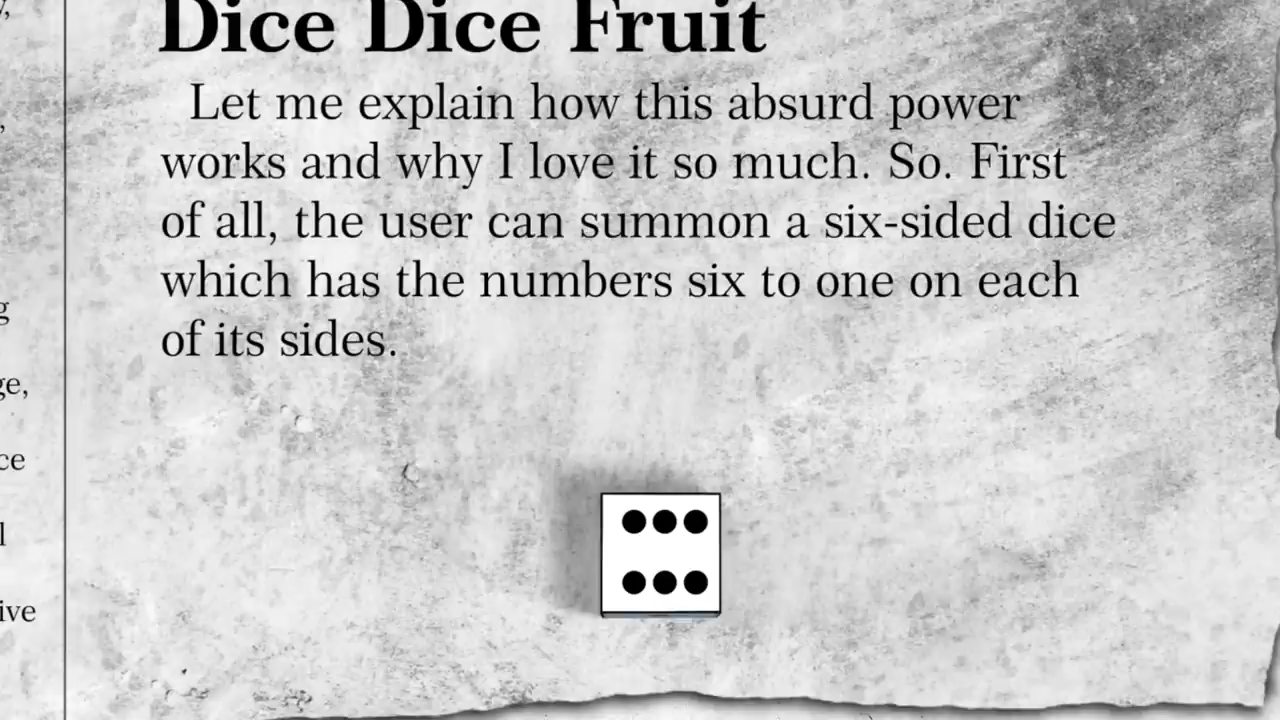 Dice Dice Fruit
Let me explain how this absurd power
works and why I love it so much. So. First
of all, the user can summon a six-sided dice
which has the numbers six to one on each
of its sides.